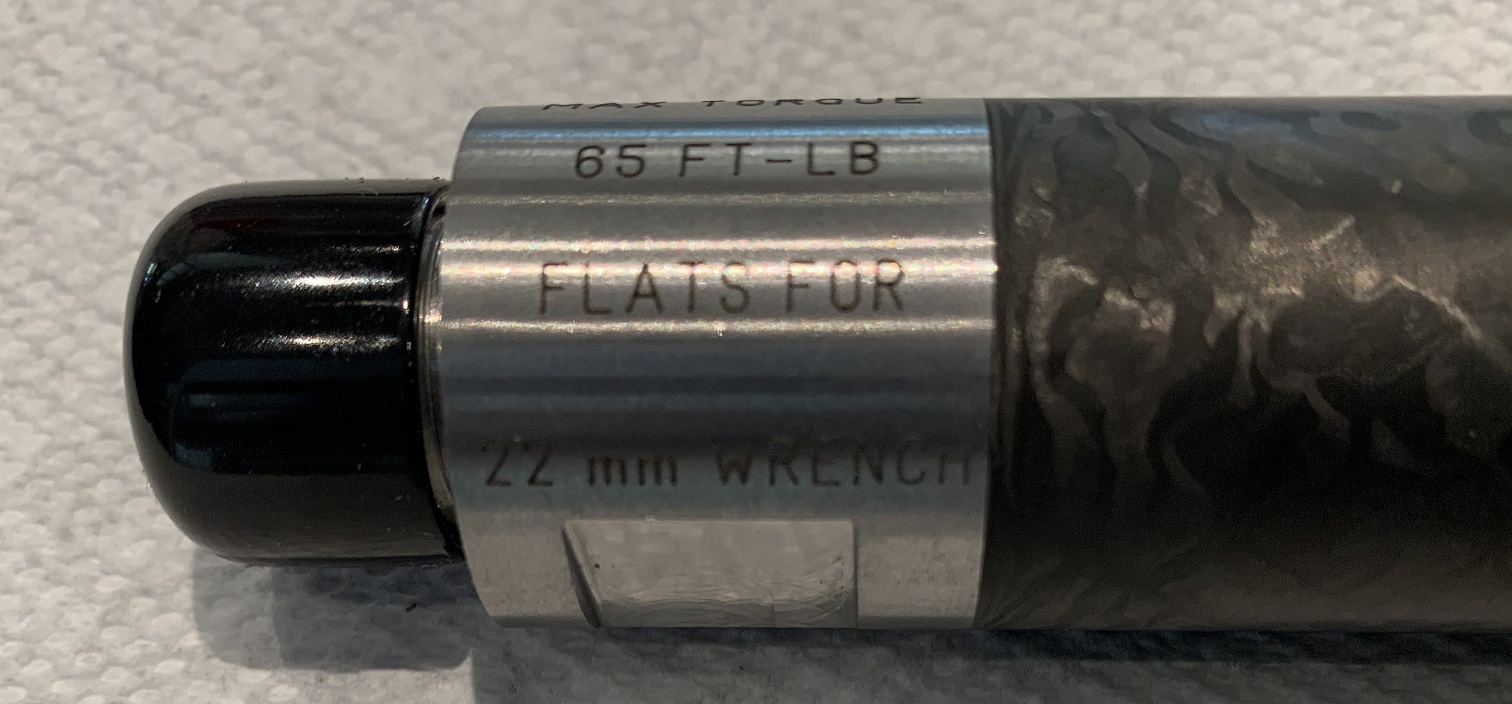 MAX TORQUE
65 FT-LB
FLATS FOR
22 mm WRENCH